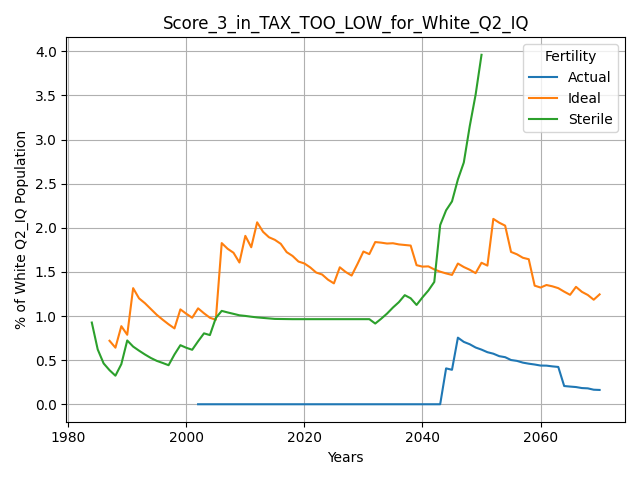 Score_3_in_TAX_TOO_LOW_for_White_Q2_IQ
% of White Q2_IQ Population
4.0
3.5
3.0
2.5
2.0
1.5
1.0
0.5
0.0
Fertility
Actual
Ideal
Sterile
1980 2000 2020 2040 2060
Years